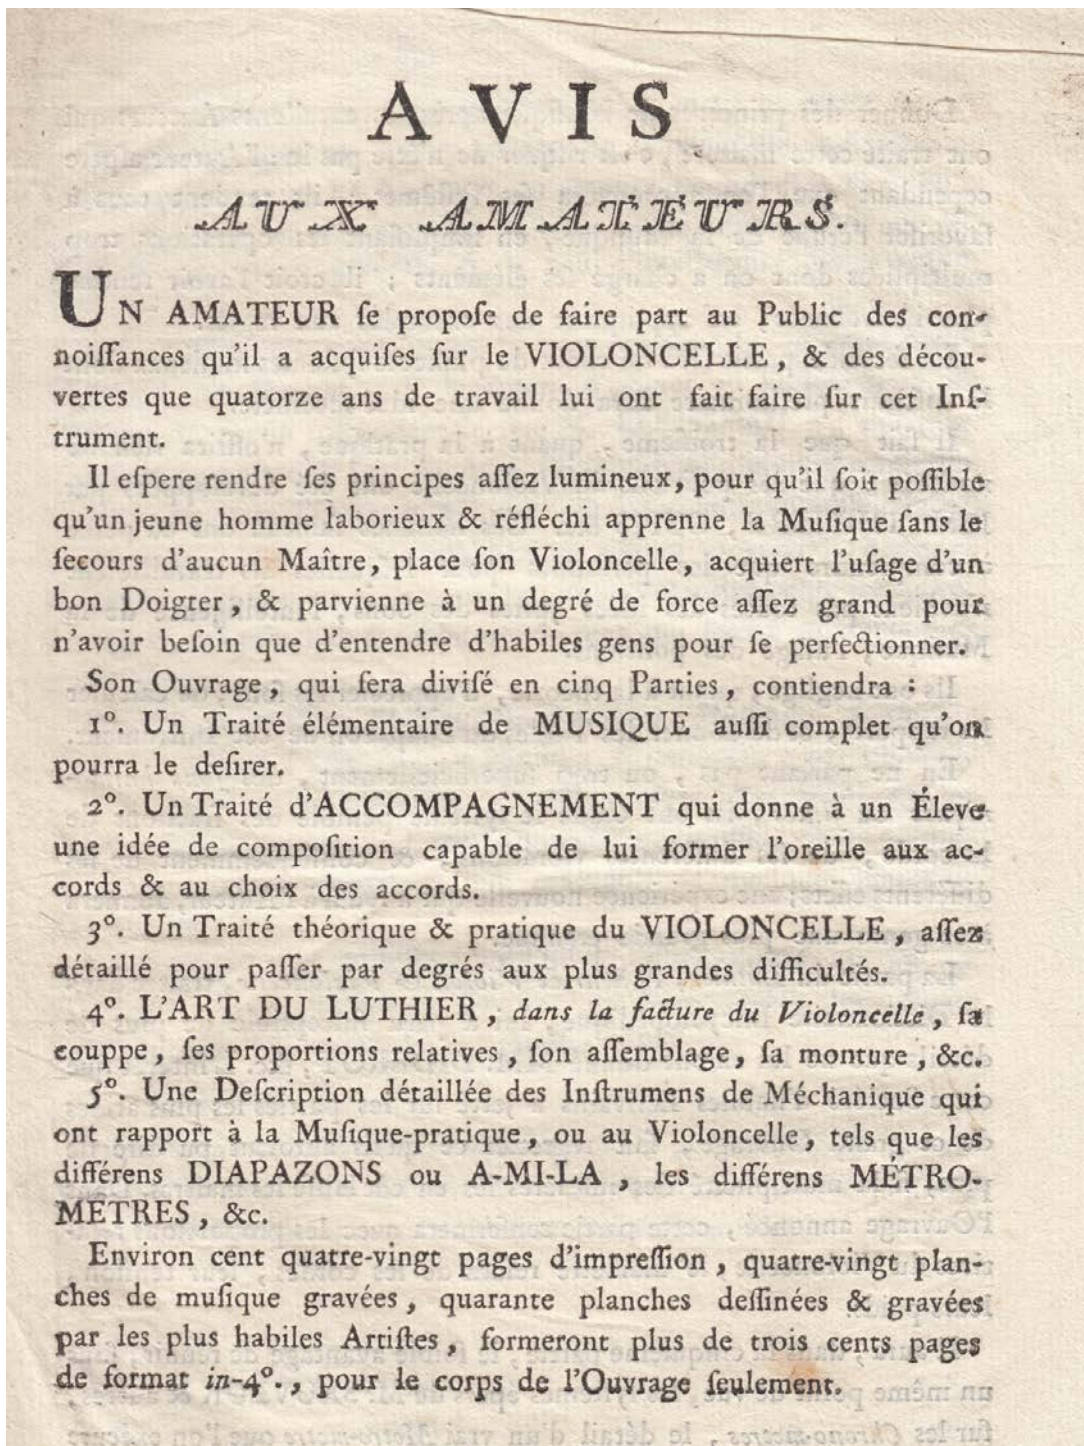 AVIS
AUX AMATEURS.
UN AMATEUR ſe propoſe de faire part au Public des con-
noiſſances qu'il a acquiſes ſur le VIOLONCELLE, & des décou-
vertes que quatorze ans de travail lui ont fait faire ſur cet Inſ-
trument.
Il eſpere rendre ſes principes aſſez lumineux, pour qu'il ſoit poſſible
qu'un jeune homme laborieux & réfléchi apprenne la Muſique ſans le
ſecours d'aucun Maître, place ſon Violoncelle, acquiert l'uſage d'un
bon Doigter, & parvienne à un degré de force aſſez grand pour
n'avoir beſoin que d'entendre d'habiles gens pour ſe perfectionner.
Son Ouvrage, qui ſera diviſé en cinq Parties, contiendra :
1°. Un Traité élémentaire de MUSIQUE auſſi complet qu'on
pourra le deſirer.
2°. Un Traité d'ACCOMPAGNEMENT qui donne à un Éleve
une idée de compoſition capable de lui former l'oreille aux ac-
cords & au choix des accords.
3°. Un Traité théorique & pratique du VIOLONCELLE, aſſez
détaillé pour paſſer par degrés aux plus grandes difficultés.
4°. L'ART DU LUTHIER, dans la facture du Violoncelle, ſa
couppe, ſes proportions relatives, ſon aſſemblage, ſa monture, &c.
5°. Une Deſcription détaillée des Inſtrumens de Méchanique qui
ont rapport à la Muſique-pratique, ou au Violoncelle, tels que les
différens DIAPAZONS ou A-MI-LA, les différens MÉTRO-
METRES, &c.
Environ cent quatre-vingt pages d'impreſſion, quatre-vingt plan-
ches de muſique gravées, quarante planches deſſinées & gravées
par les plus habiles Artiſtes, formeront plus de trois cents pages
de format in-4°., pour le corps de l'Ouvrage ſeulement.